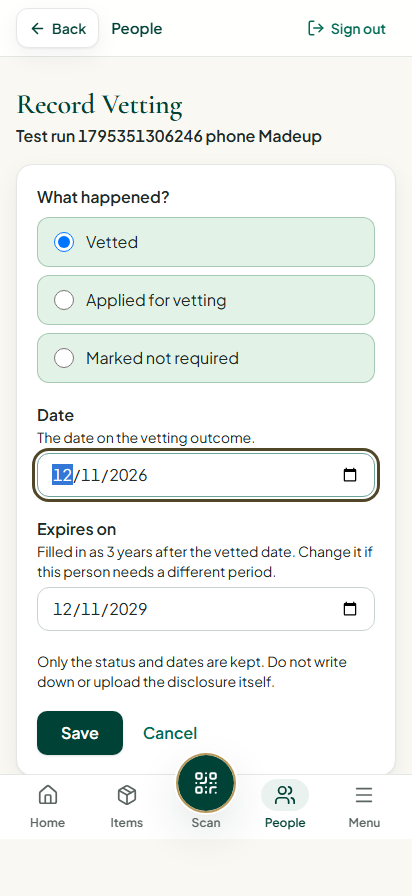 Back
People
Sign out
Record Vetting
Test run 1795351306246 phone Madeup
What happened?
Vetted
Applied for vetting
Marked not required
Date
The date on the vetting outcome.
12/11/2026
Expires on
Filled in as 3 years after the vetted date. Change it if
this person needs a different period.
12/11/2029
Only the status and dates are kept. Do not write
down or upload the disclosure itself.
Save
Cancel
Home
Items
Scan
People
Menu